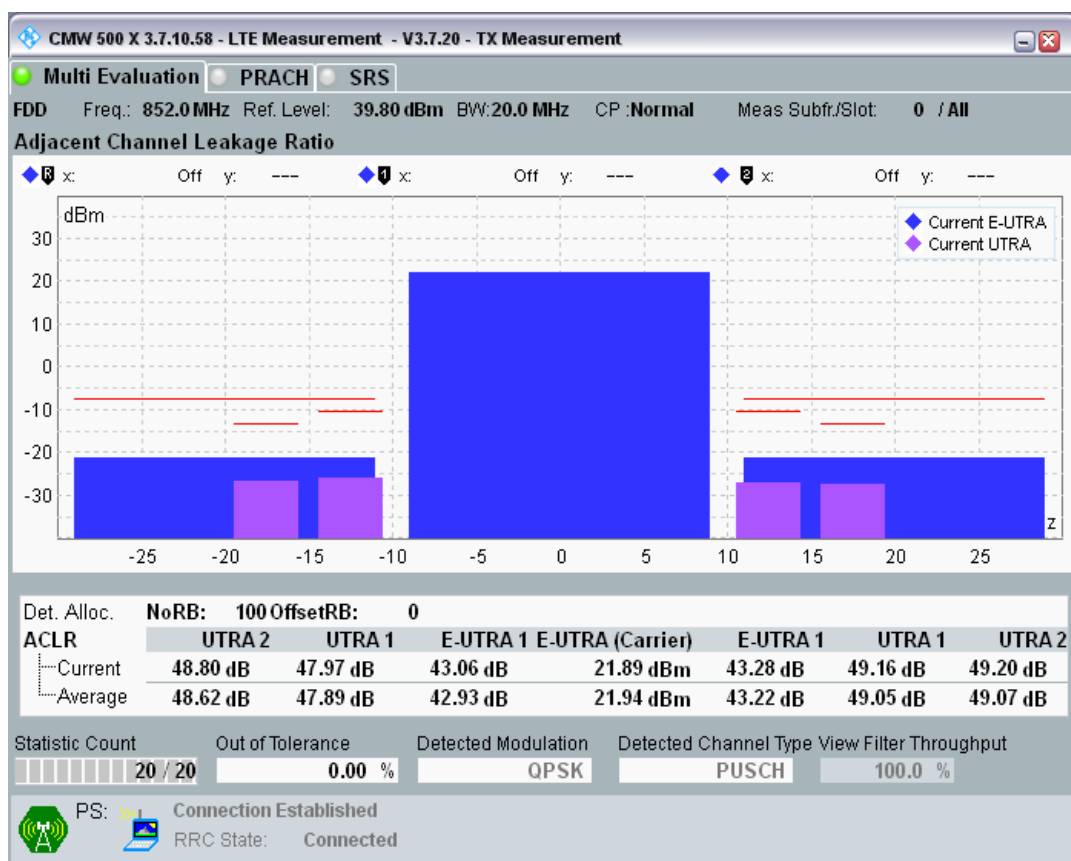 CMW 500 X 3.7.10.58 - LTE Measurement - V3.7.20 - TX Measurement
Multi Evaluation PRACH SRS
FDD Freq.: 852.0 MHz Ref. Level: 39.80 dBm BW:20.0 MHz CP :Normal Meas Subfr./Slot: 0 / All
Adjacent Channel Leakage Ratio
R x: Off y: --- 1 x: Off y: --- 2 x: Off y: ---
dBm
Current E-UTRA
Current UTRA
30
20
10
0
-10
-20
-30
z
-25 -20 -15 -10 -5 0 5 10 15 20 25
Det. Alloc. NoRB: 100 OffsetRB: 0
ACLR UTRA 2 UTRA 1 E-UTRA 1 E-UTRA (Carrier) E-UTRA 1 UTRA 1 UTRA 2
Current 48.80 dB 47.97 dB 43.06 dB 21.89 dBm 43.28 dB 49.16 dB 49.20 dB
Average 48.62 dB 47.89 dB 42.93 dB 21.94 dBm 43.22 dB 49.05 dB 49.07 dB
Statistic Count Out of Tolerance Detected Modulation Detected Channel Type View Filter Throughput
20 / 20 0.00 % QPSK PUSCH 100.0 %
PS: Connection Established
RRC State: Connected